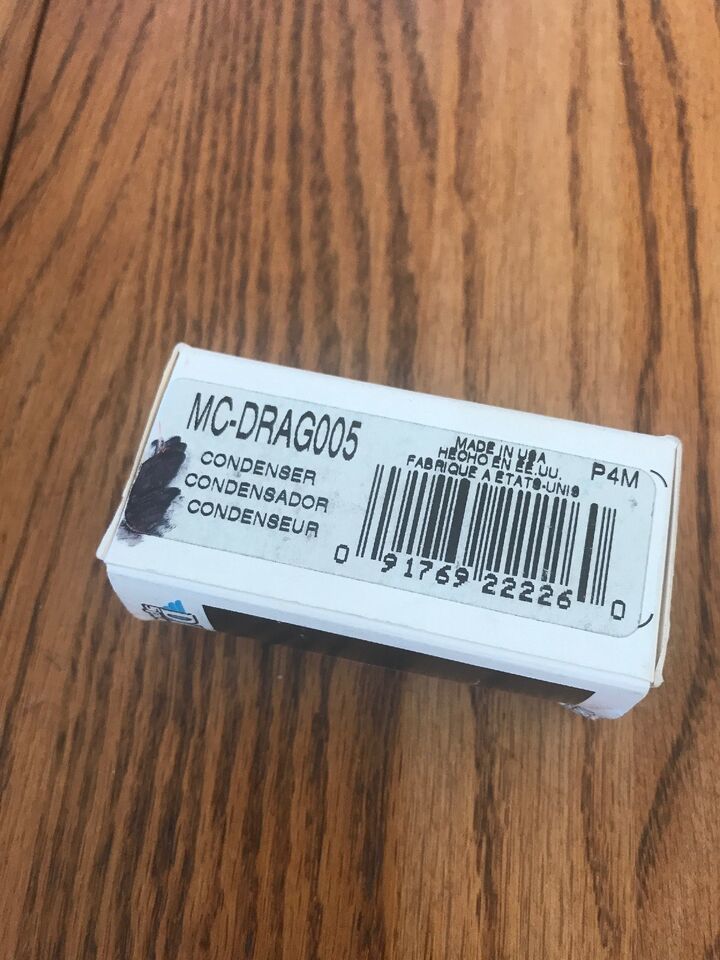 MC-DRAG005
CONDENSER
CONDENSADOR
CONDENSEUR
MADE IN USA
HECHO EN EE.UU.
FABRIQUE A ETATS-UNIS
P4M
0 91769 22226 0